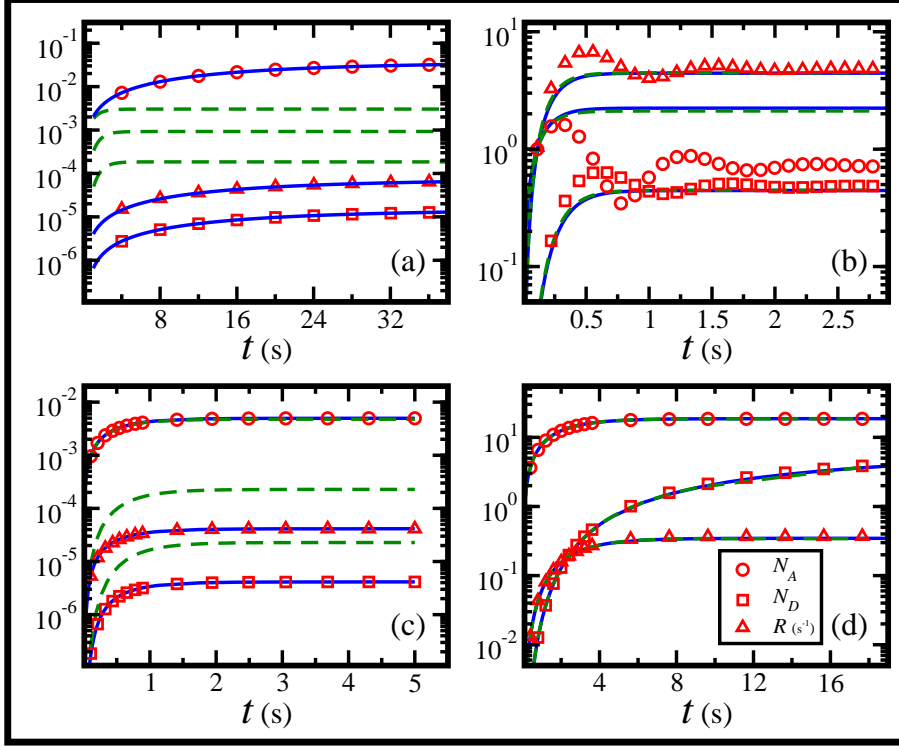 10^-1
10^-2
10^-3
10^-4
10^-5
10^-6
(a)
8 16 24 32
t (s)
10^1
10^0
10^-1
(b)
0.5 1 1.5 2 2.5
t (s)
10^-2
10^-3
10^-4
10^-5
10^-6
(c)
1 2 3 4 5
t (s)
10^1
10^0
10^-1
10^-2
N_A
N_D
R (s^-1)
(d)
4 8 12 16
t (s)